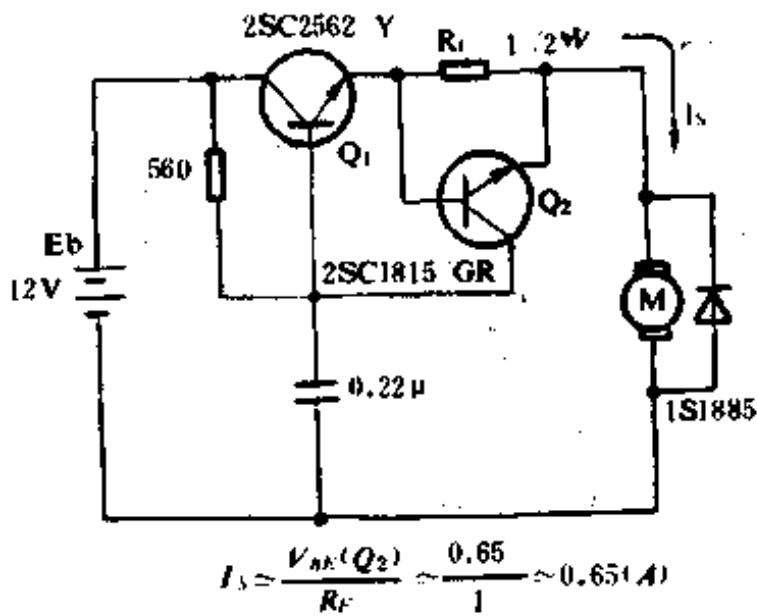 2SC2562 Y
R₁ 1 2W
Is
560
Q₁
Q₂
Eb
12V
2SC1815 GR
M
0.22μ
1S1885
I_S ≃ V_BE(Q₂)/R_F ≃ 0.65/1 ≃ 0.65(A)